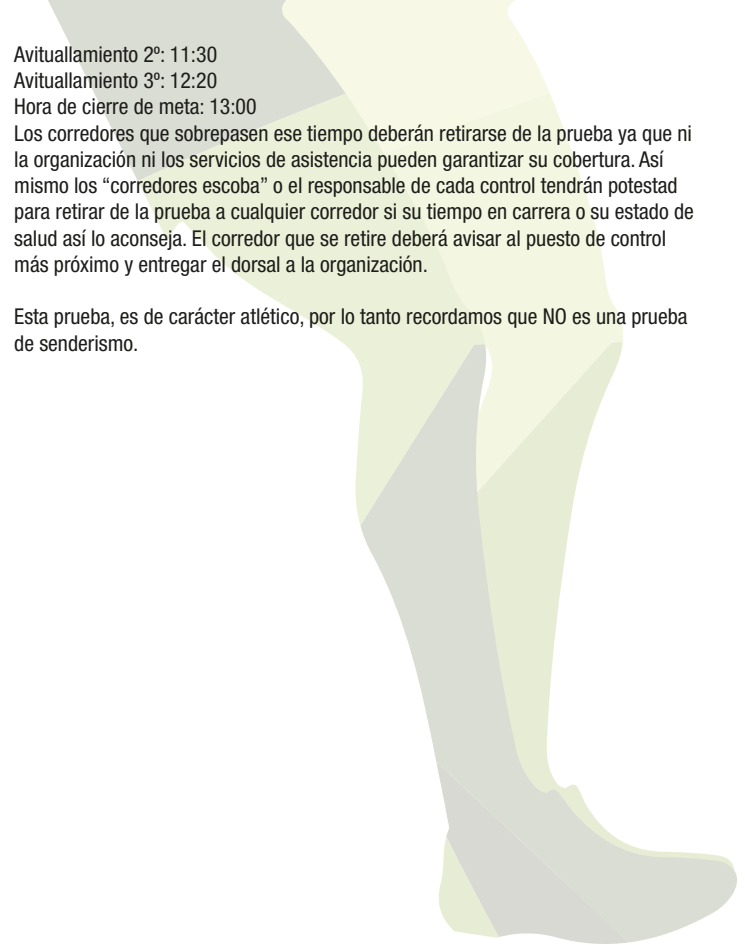 Avituallamiento 2º: 11:30
Avituallamiento 3º: 12:20
Hora de cierre de meta: 13:00
Los corredores que sobrepasen ese tiempo deberán retirarse de la prueba ya que ni
la organización ni los servicios de asistencia pueden garantizar su cobertura. Así
mismo los “corredores escoba” o el responsable de cada control tendrán potestad
para retirar de la prueba a cualquier corredor si su tiempo en carrera o su estado de
salud así lo aconseja. El corredor que se retire deberá avisar al puesto de control
más próximo y entregar el dorsal a la organización.
Esta prueba, es de carácter atlético, por lo tanto recordamos que NO es una prueba
de senderismo.